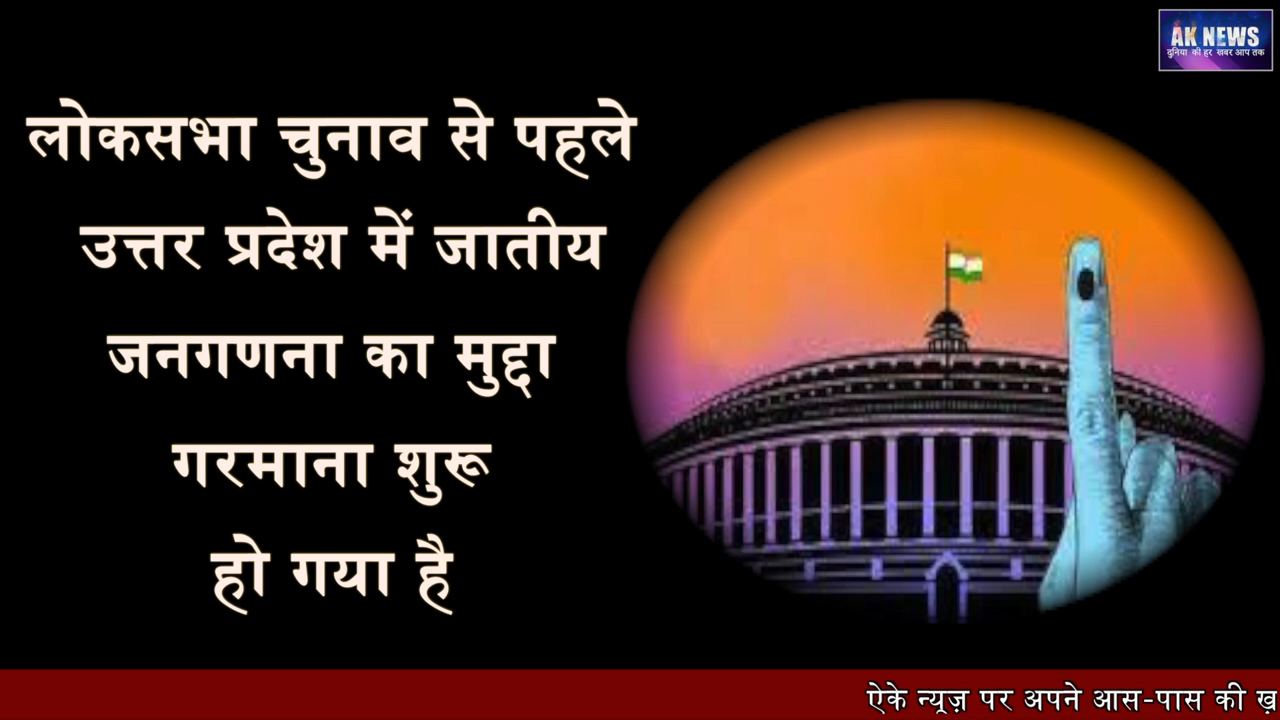 AK NEWS
दुनिया की हर खबर आप तक
लोकसभा चुनाव से पहले
उत्तर प्रदेश में जातीय
जनगणना का मुद्दा
गरमाना शुरू
हो गया है
ऐके न्यूज़ पर अपने आस-पास की